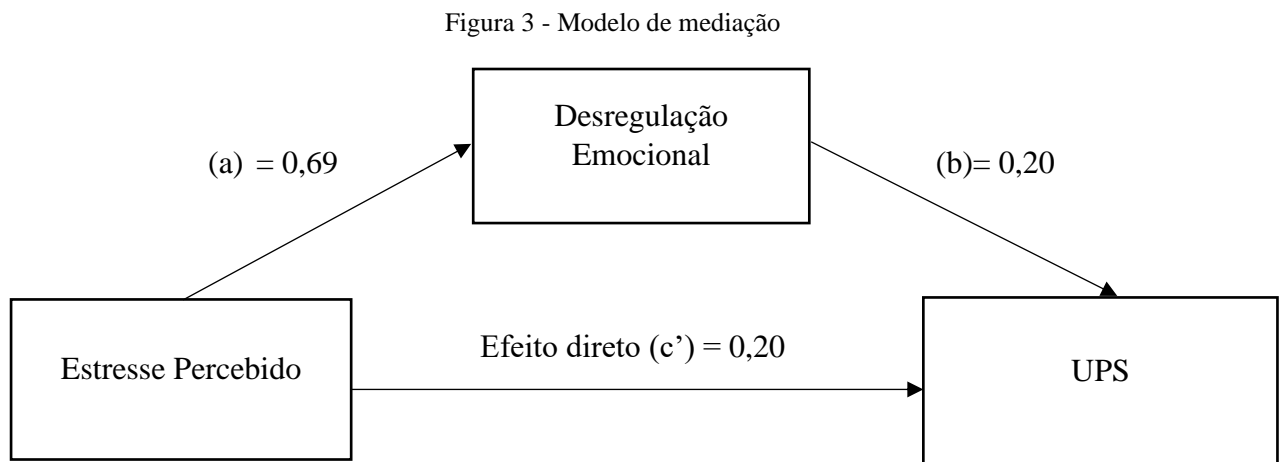 Figura 3 - Modelo de mediação
Desregulação
Emocional
(a) = 0,69
(b)= 0,20
Efeito direto (c’) = 0,20
Estresse Percebido
UPS